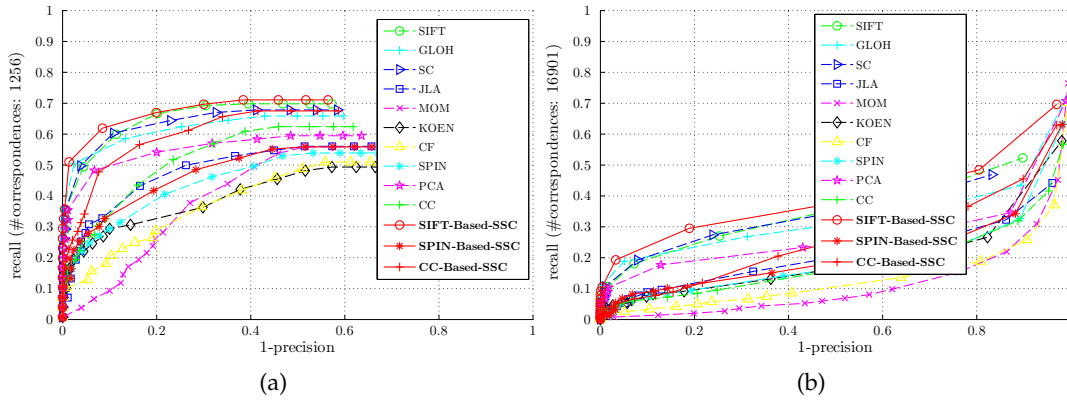 1
0.9
0.8
0.7
0.6
0.5
0.4
0.3
0.2
0.1
0
recall (#correspondences: 1256)
0
0.2
0.4
0.6
0.8
1
1-precision
SIFT
GLOH
SC
JLA
MOM
KOEN
CF
SPIN
PCA
CC
SIFT-Based-SSC
SPIN-Based-SSC
CC-Based-SSC
(a)
1
0.9
0.8
0.7
0.6
0.5
0.4
0.3
0.2
0.1
0
recall (#correspondences: 16901)
0
0.2
0.4
0.6
0.8
1-precision
SIFT
GLOH
SC
JLA
MOM
KOEN
CF
SPIN
PCA
CC
SIFT-Based-SSC
SPIN-Based-SSC
CC-Based-SSC
(b)